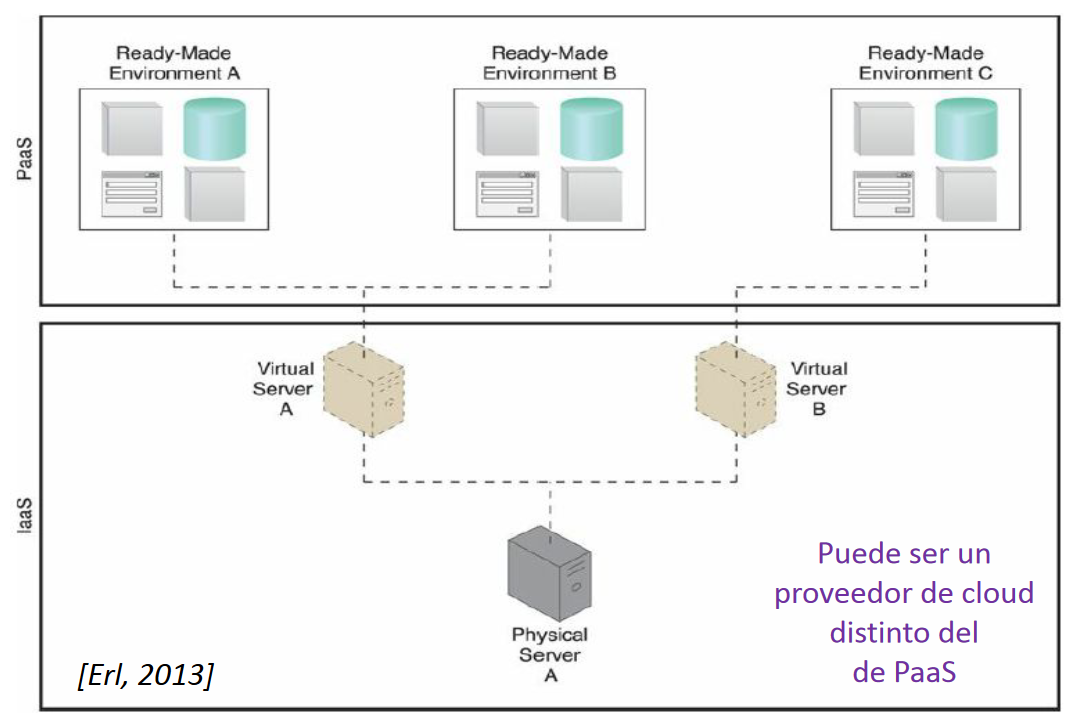 PaaS
Ready-Made
Environment A
Ready-Made
Environment B
Ready-Made
Environment C
IaaS
Virtual
Server
A
Virtual
Server
B
Physical
Server
A
Puede ser un
proveedor de cloud
distinto del
de PaaS
[Erl, 2013]